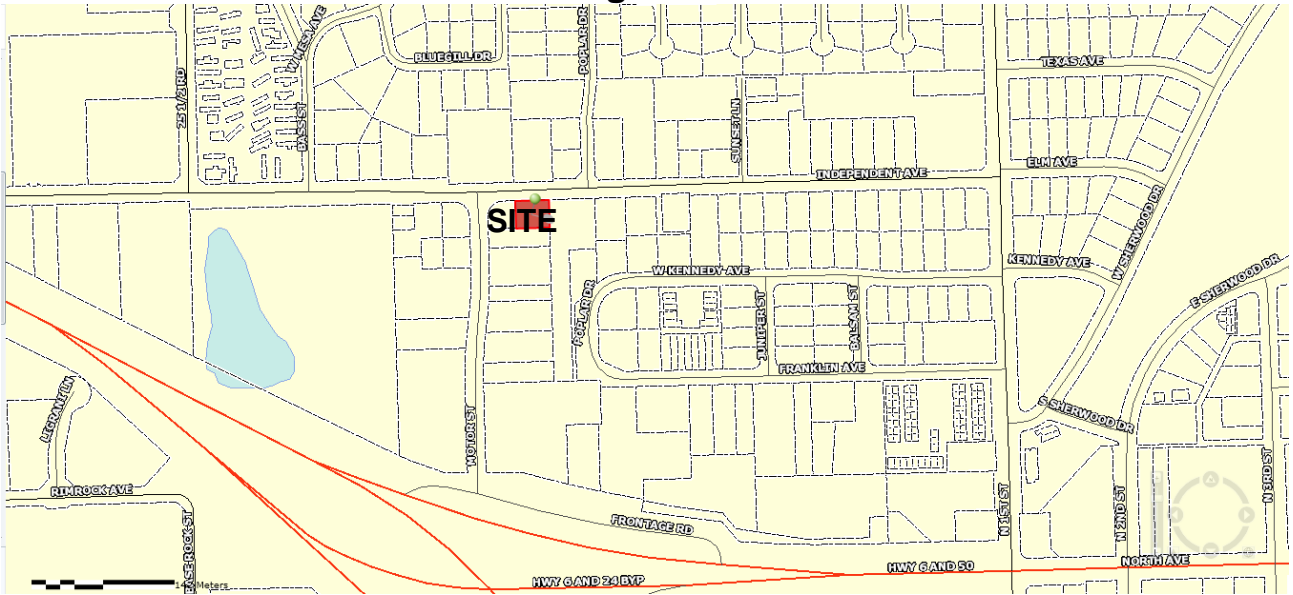 W MESA AVE
POPLAR DR
BLUEGILL DR
TEXAS AVE
25 1/2 RD
BASS ST
SUNSET LN
ELM AVE
INDEPENDENT AVE
SITE
W SHERWOOD DR
KENNEDY AVE
W KENNEDY AVE
E SHERWOOD DR
POPLAR DR
JUNIPER ST
BALSAM ST
FRANKLIN AVE
LEGRANI LN
MOTOR ST
S SHERWOOD DR
N 3RD ST
RIMROCK AVE
N 1ST ST
N 2ND ST
FRONTAGE RD
BASE ROCK ST
NORTH AVE
HWY 6 AND 50
HWY 6 AND 24 BYP
Meters